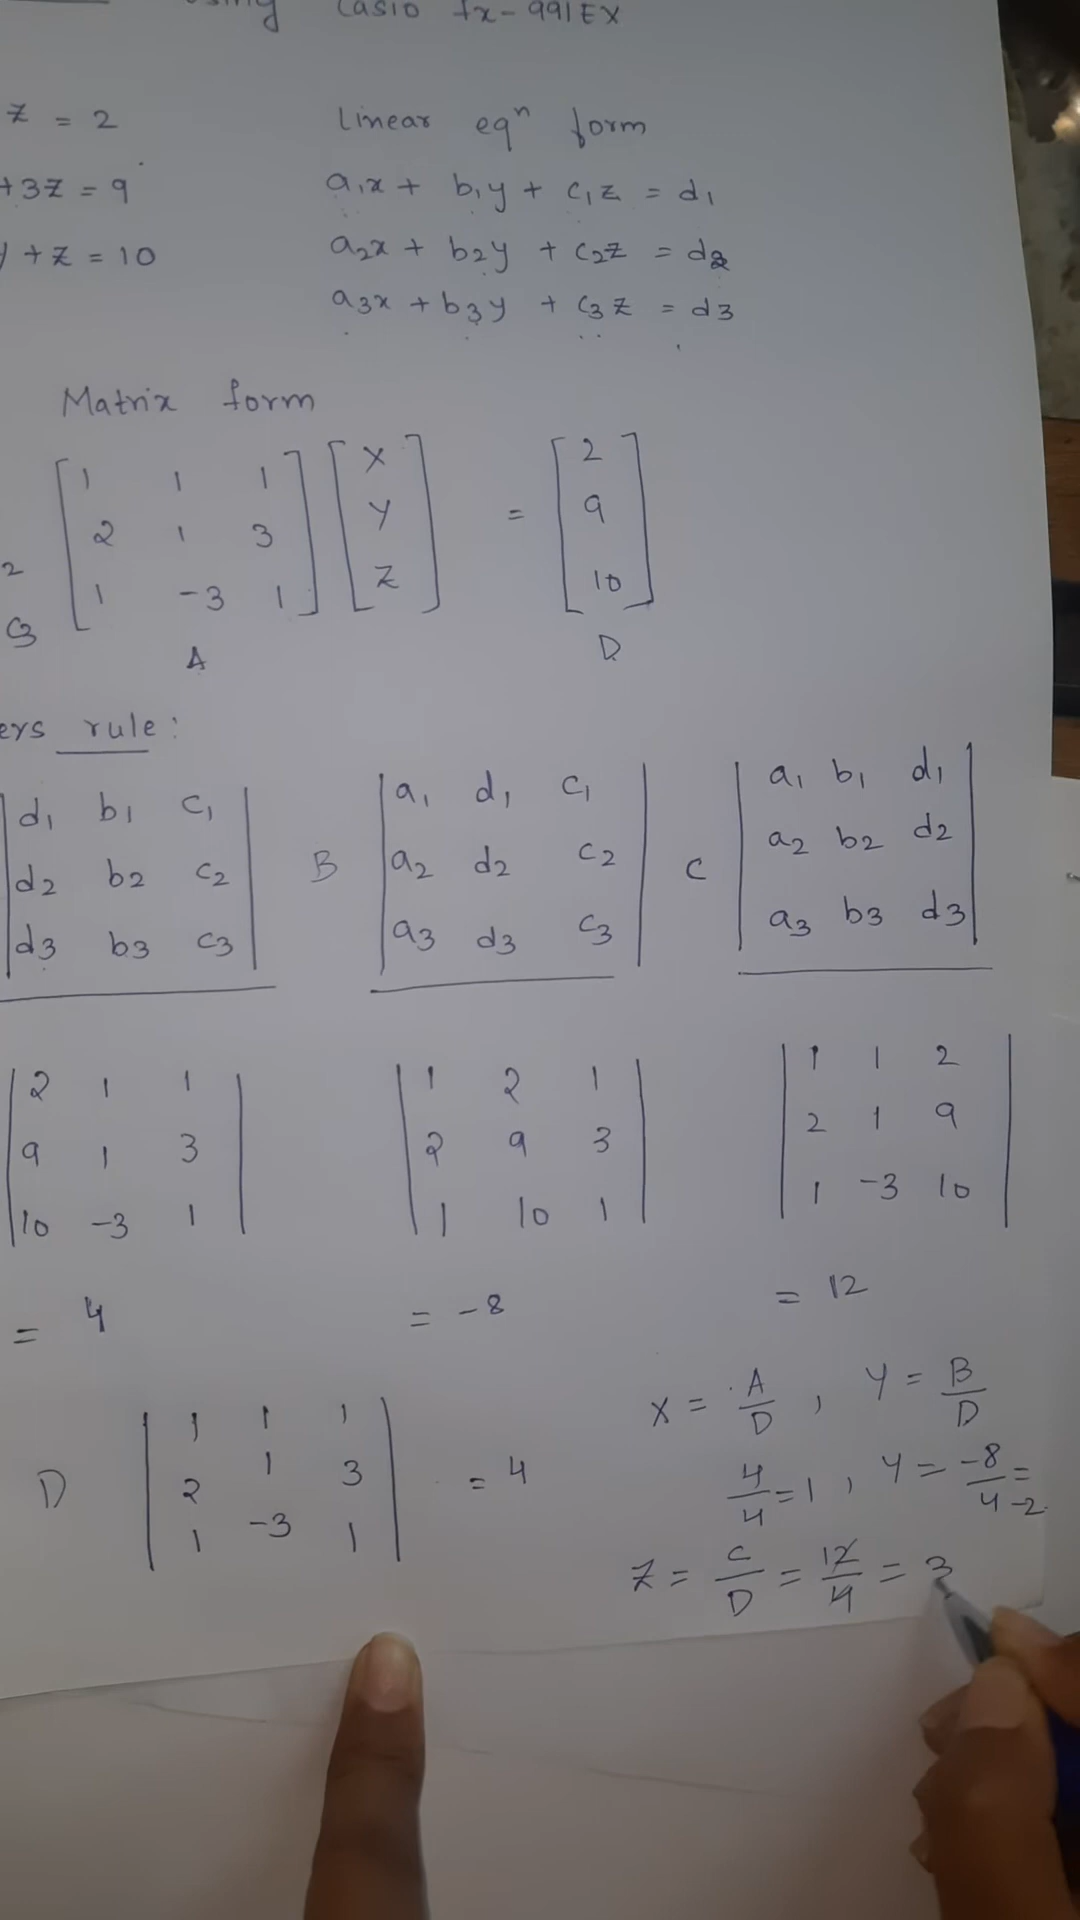 using Casio fx-991EX
z = 2
+3z = 9
y + z = 10
Linear eqⁿ form
a₁x + b₁y + c₁z = d₁
a₂x + b₂y + c₂z = d₂
a₃x + b₃y + c₃z = d₃
Matrix form
1 1 1 x = 2
2 1 3 y 9
1 -3 1 z 10
2
C3
A D
ers rule:
d₁ b₁ c₁
d₂ b₂ c₂
d₃ b₃ c₃
B
a₁ d₁ c₁
a₂ d₂ c₂
a₃ d₃ c₃
C
a₁ b₁ d₁
a₂ b₂ d₂
a₃ b₃ d₃
2 1 1
9 1 3
10 -3 1
= 4
1 2 1
2 9 3
1 10 1
= -8
1 1 2
2 1 9
1 -3 10
= 12
D
1 1 1
2 1 3
1 -3 1
= 4
x = A/D , y = B/D
4/4 = 1 , y = -8/4 = -2
z = C/D = 12/4 = 3